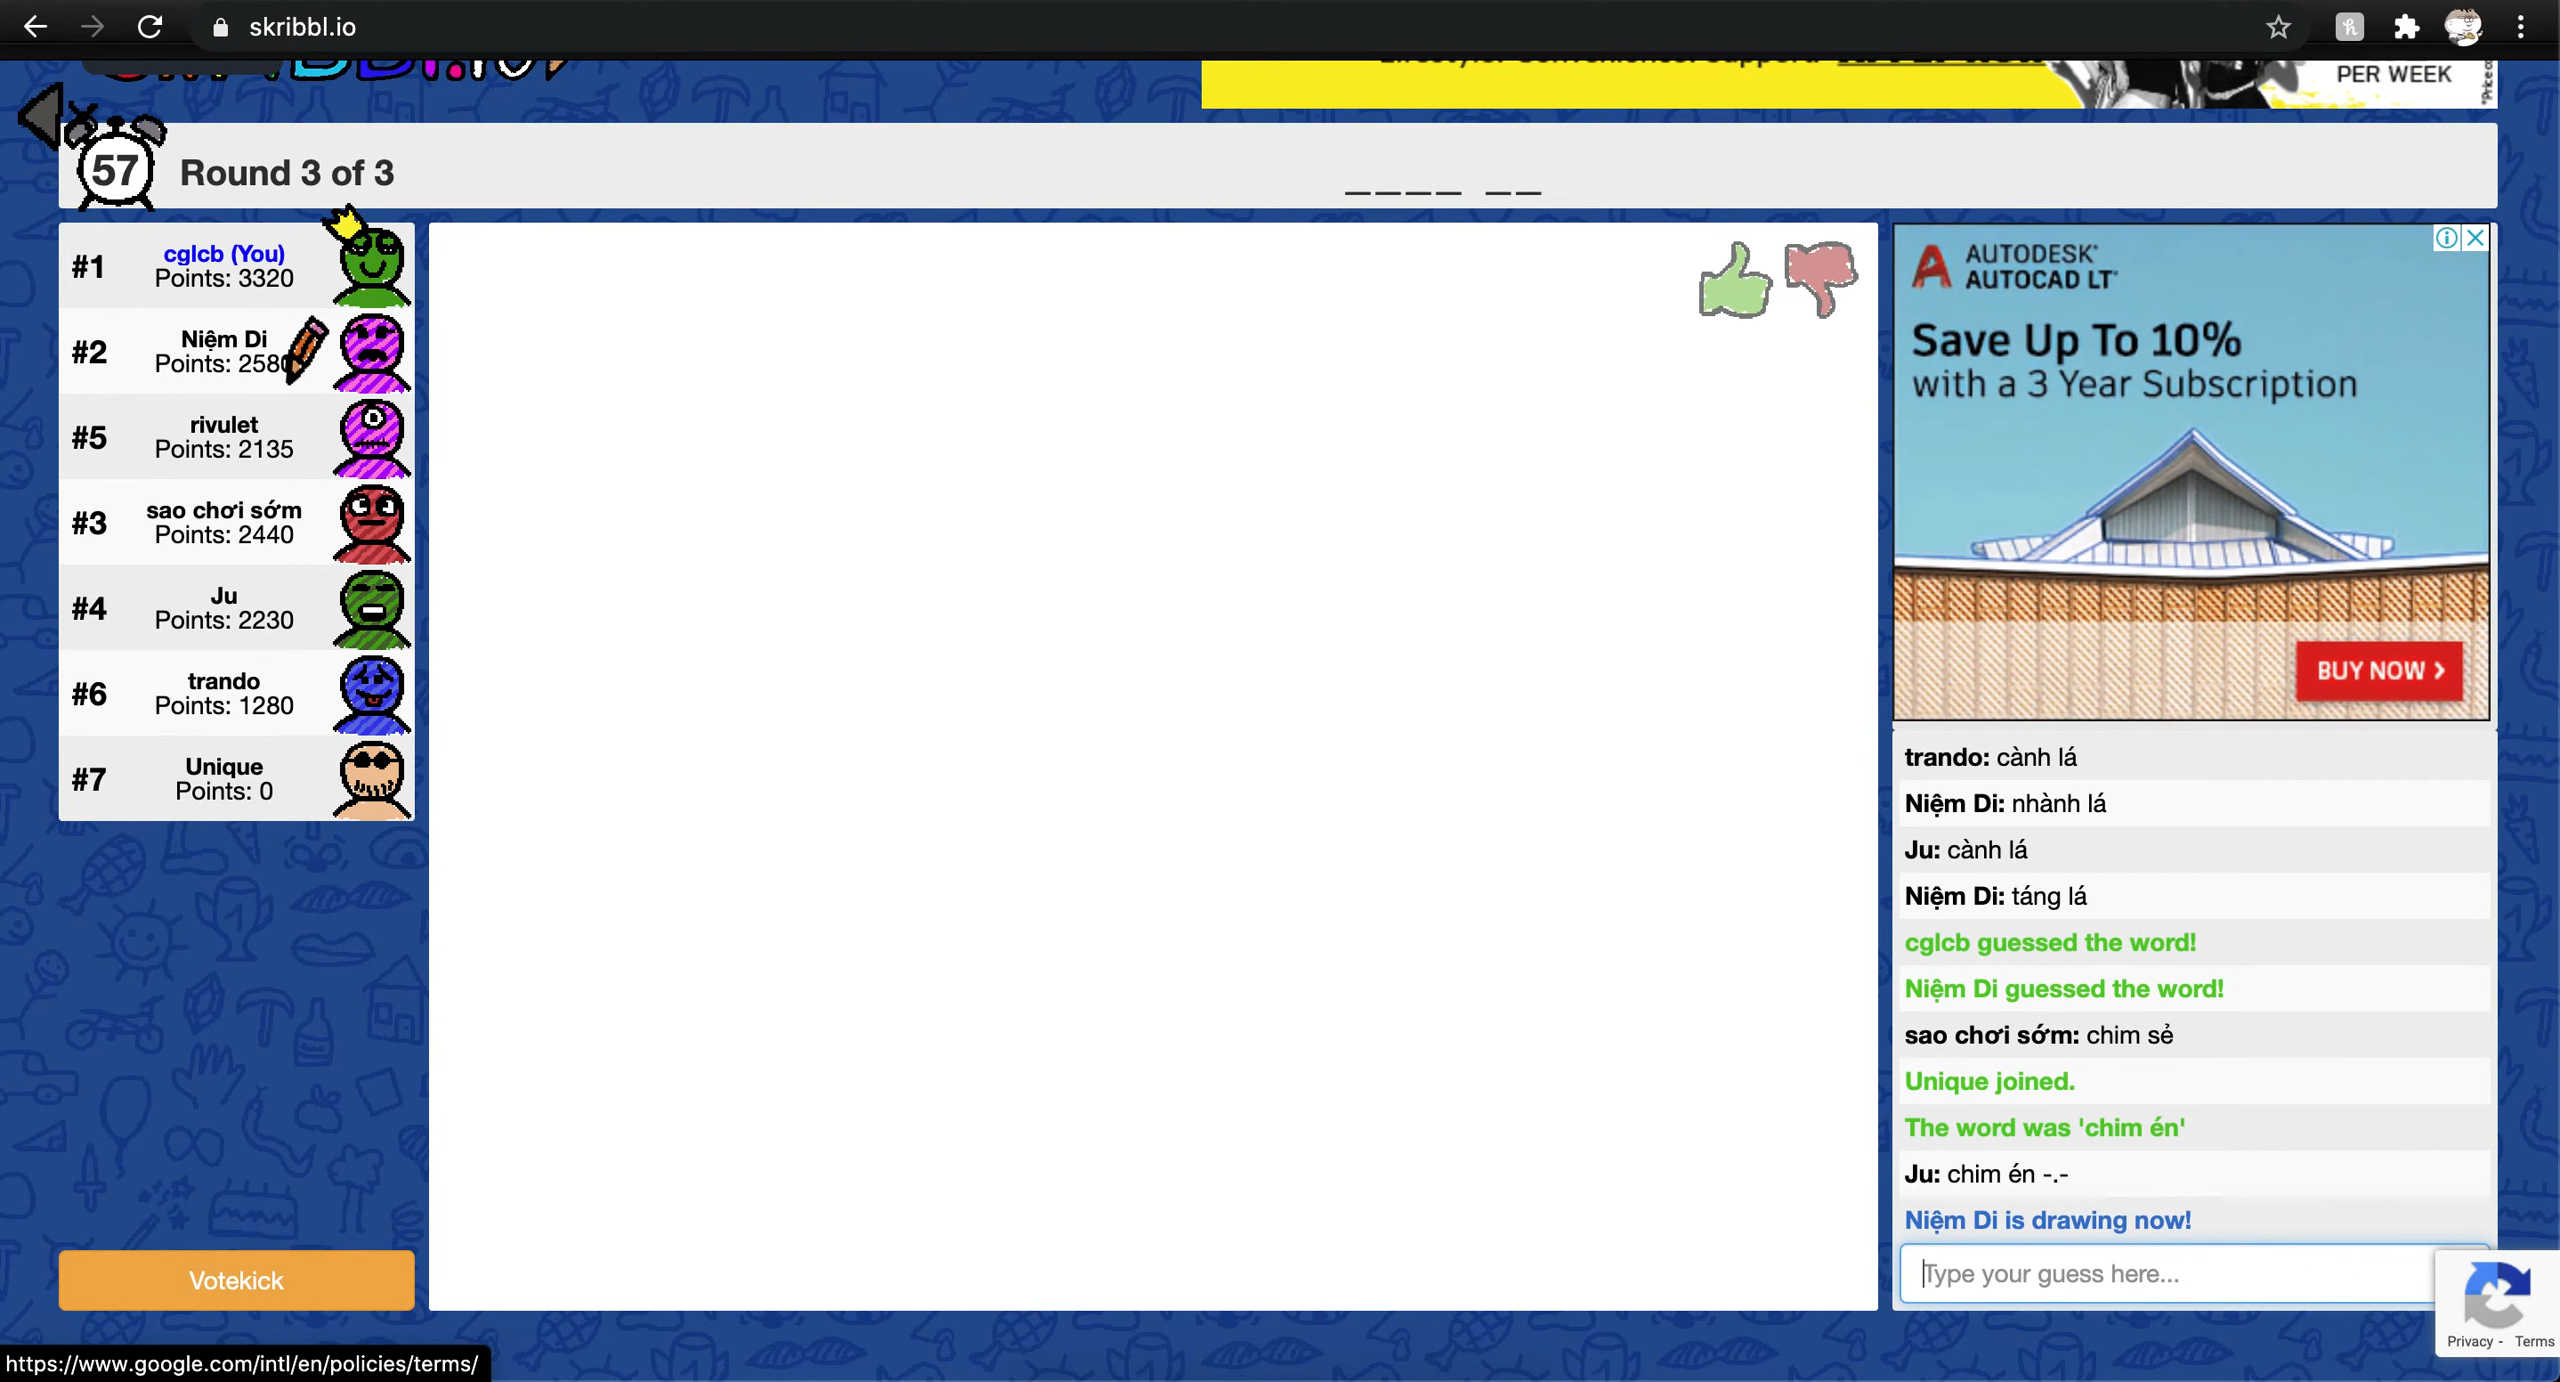 skribbl.io
PER WEEK
57
Round 3 of 3
____ __
#1
cglcb (You)
Points: 3320
#2
Niệm Di
Points: 2580
#5
rivulet
Points: 2135
#3
sao chơi sớm
Points: 2440
#4
Ju
Points: 2230
#6
trando
Points: 1280
#7
Unique
Points: 0
Votekick
AUTODESK®
AUTOCAD LT®
Save Up To 10%
with a 3 Year Subscription
BUY NOW >
trando: cành lá
Niệm Di: nhành lá
Ju: cành lá
Niệm Di: táng lá
cglcb guessed the word!
Niệm Di guessed the word!
sao chơi sớm: chim sẻ
Unique joined.
The word was 'chim én'
Ju: chim én -.-
Niệm Di is drawing now!
Type your guess here...
Privacy - Terms
https://www.google.com/intl/en/policies/terms/